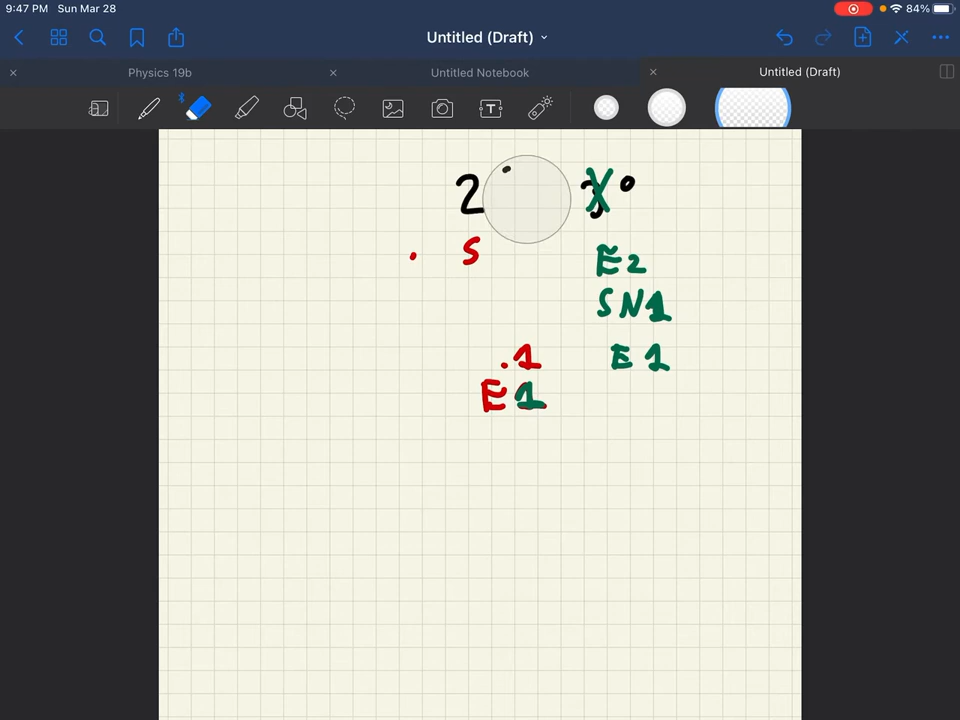 9:47 PM Sun Mar 28
84%
Untitled (Draft)
Physics 19b
Untitled Notebook
Untitled (Draft)
T
2
S
E2
SN1
.1
E1
E1